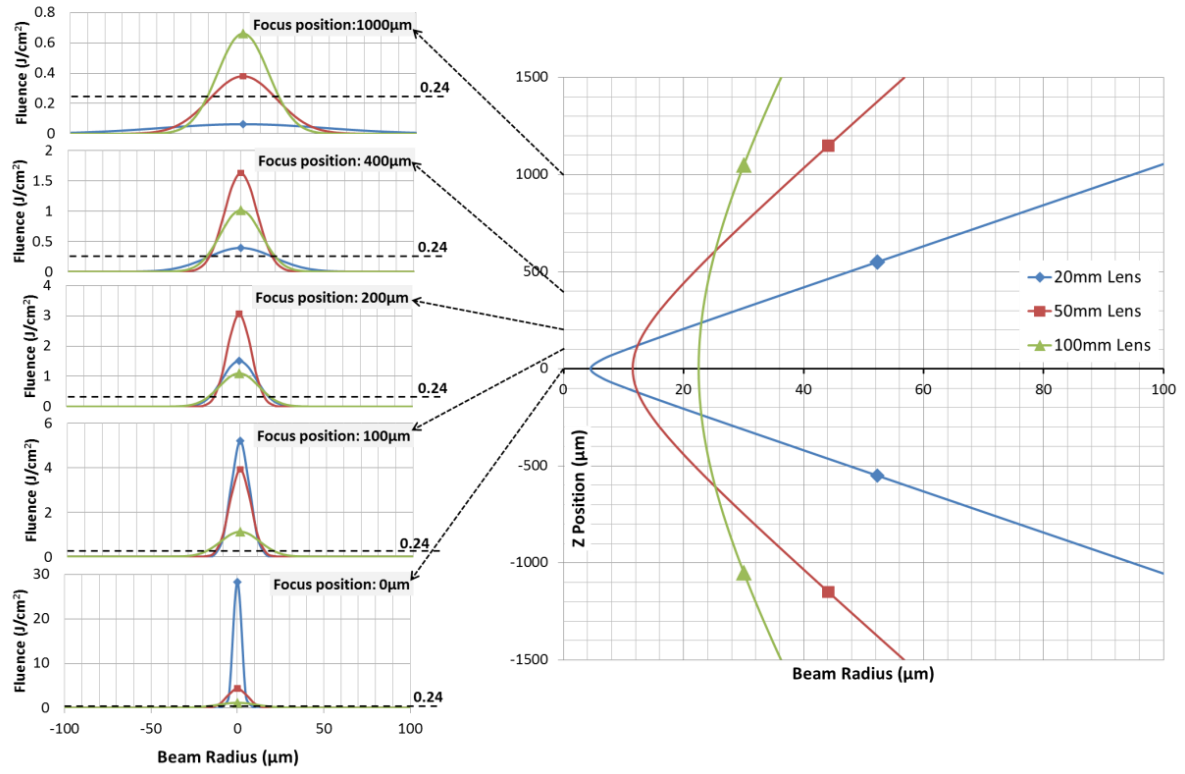 Fluence (J/cm²)
0.8
0.6
0.4
0.2
0
Focus position:1000µm
0.24
Fluence (J/cm²)
2
1.5
1
0.5
0
Focus position: 400µm
0.24
Fluence (J/cm²)
4
3
2
1
0
Focus position: 200µm
0.24
Fluence (J/cm²)
6
4
2
0
Focus position: 100µm
0.24
Fluence (J/cm²)
30
20
10
0
Focus position: 0µm
0.24
-100
-50
0
50
100
Beam Radius (µm)
1500
1000
500
0
-500
-1000
-1500
Z Position (µm)
0
20
40
60
80
100
Beam Radius (µm)
20mm Lens
50mm Lens
100mm Lens